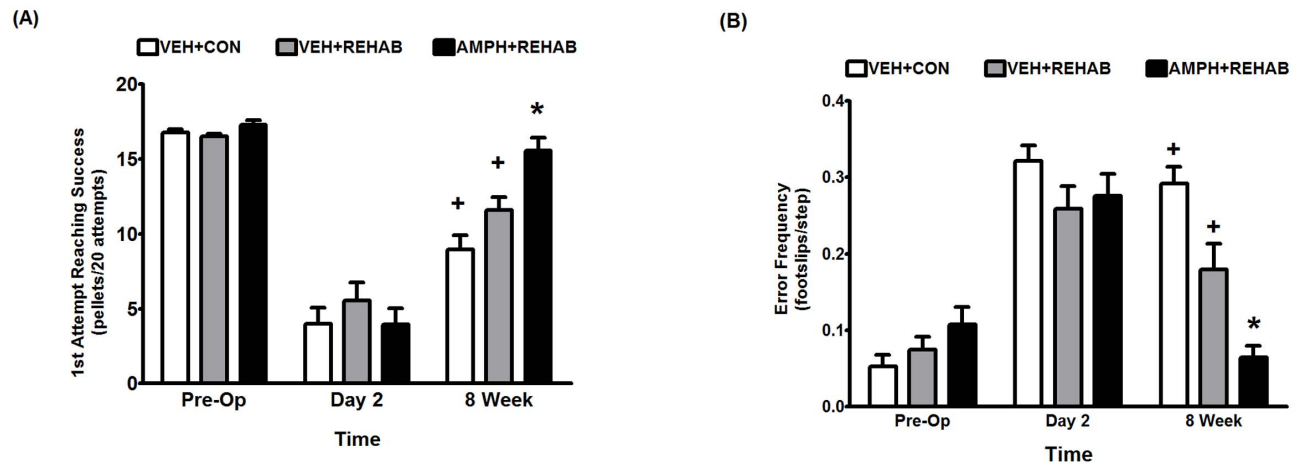 (A)
VEH+CON VEH+REHAB AMPH+REHAB
1st Attempt Reaching Success
(pellets/20 attempts)
20
15
10
5
0
+
+
*
Pre-Op Day 2 8 Week
Time
(B)
VEH+CON VEH+REHAB AMPH+REHAB
Error Frequency
(footslips/step)
0.4
0.3
0.2
0.1
0.0
+
+
*
Pre-Op Day 2 8 Week
Time